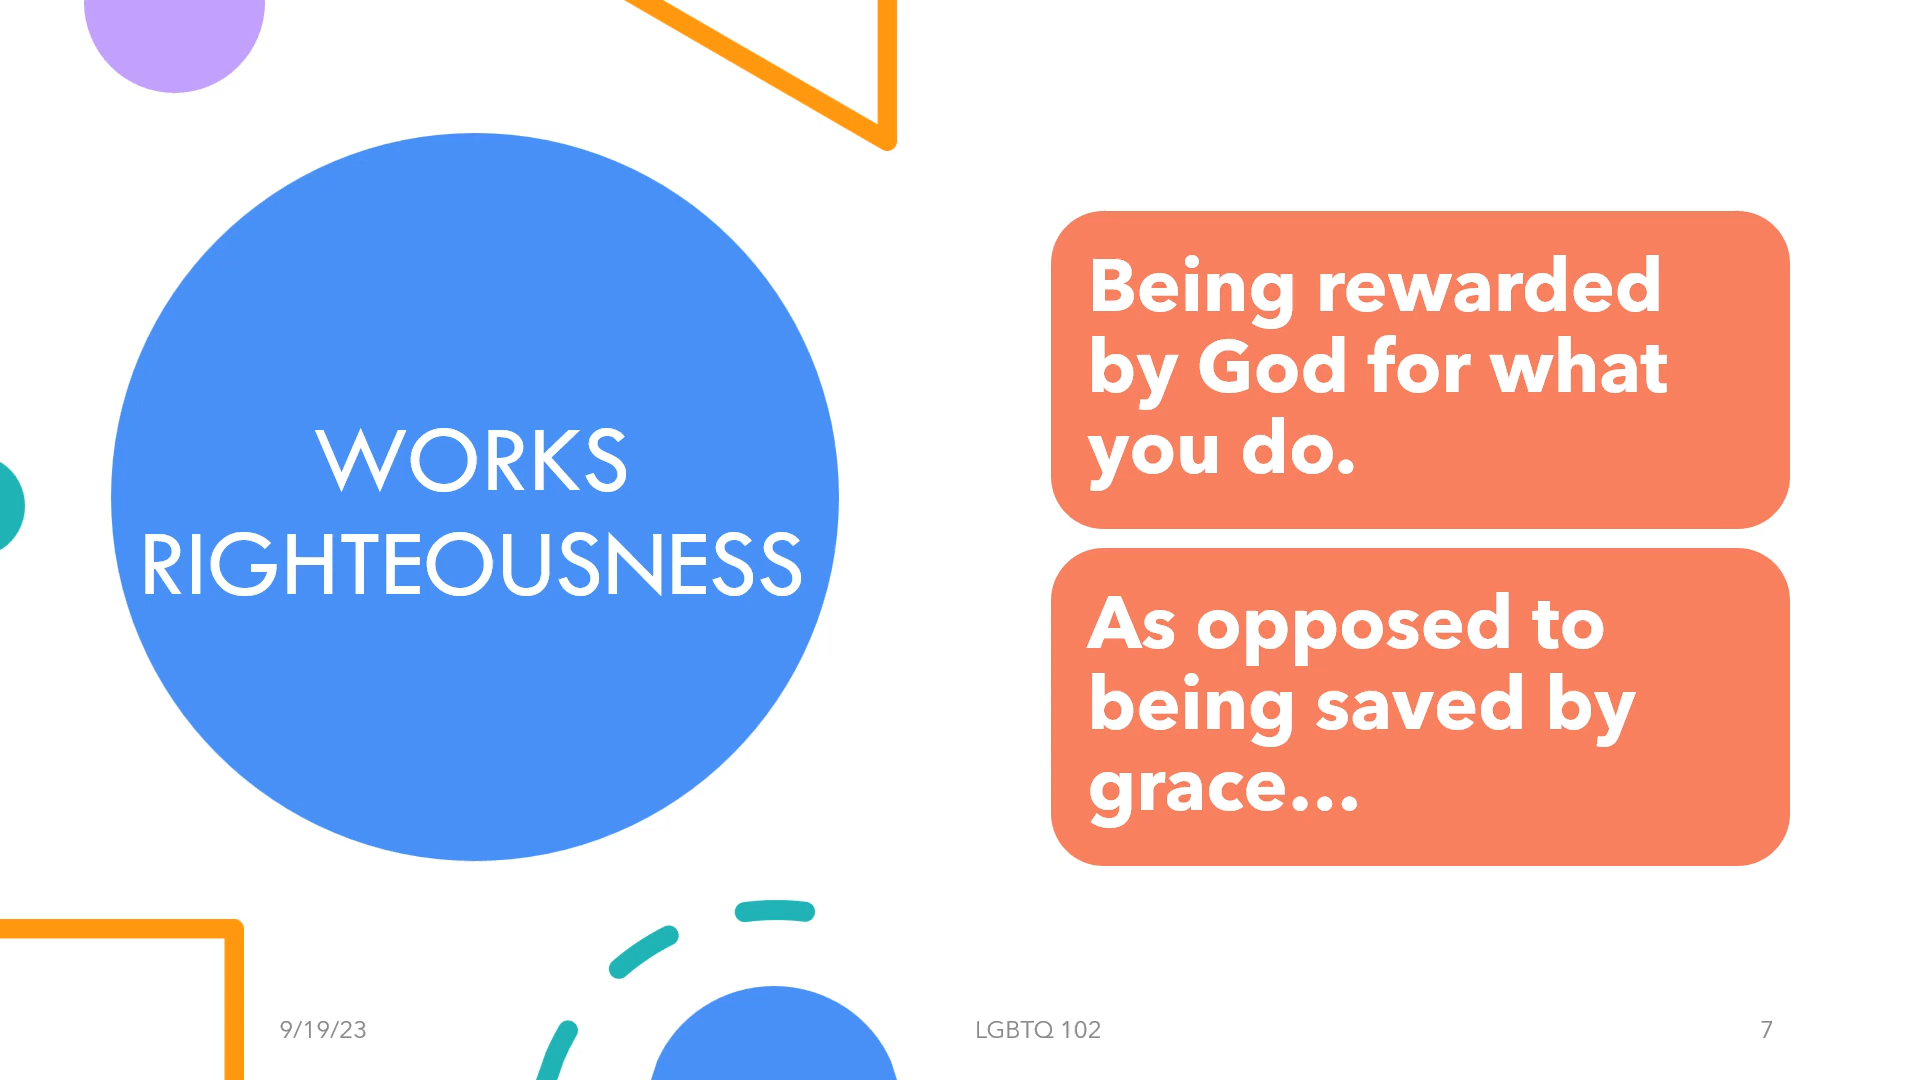 WORKS
RIGHTEOUSNESS
Being rewarded
by God for what
you do.
As opposed to
being saved by
grace…
9/19/23
LGBTQ 102
7